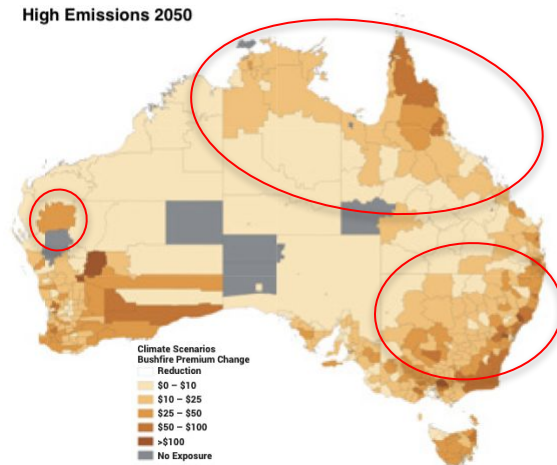 High Emissions 2050
Climate Scenarios
Bushfire Premium Change
Reduction
$0 – $10
$10 – $25
$25 – $50
$50 – $100
>$100
No Exposure